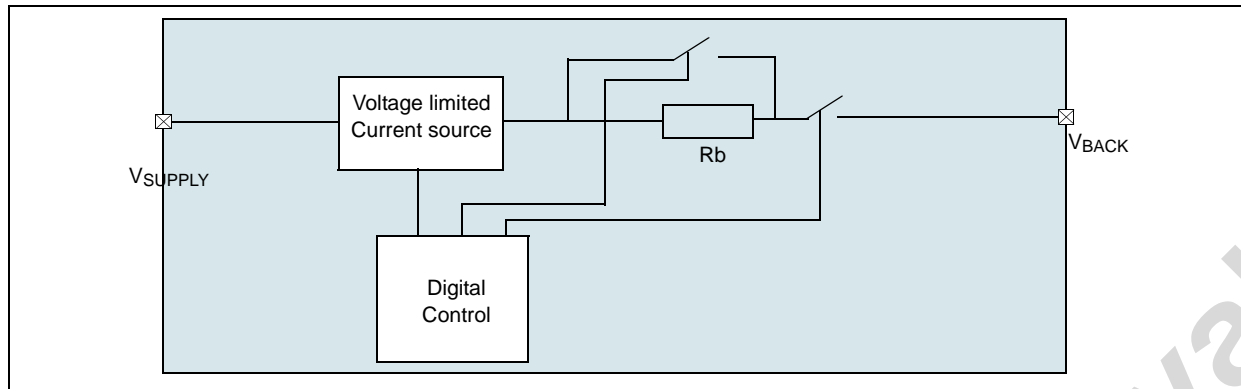 Voltage limited
Current source
Rb
VSUPPLY
VBACK
Digital
Control